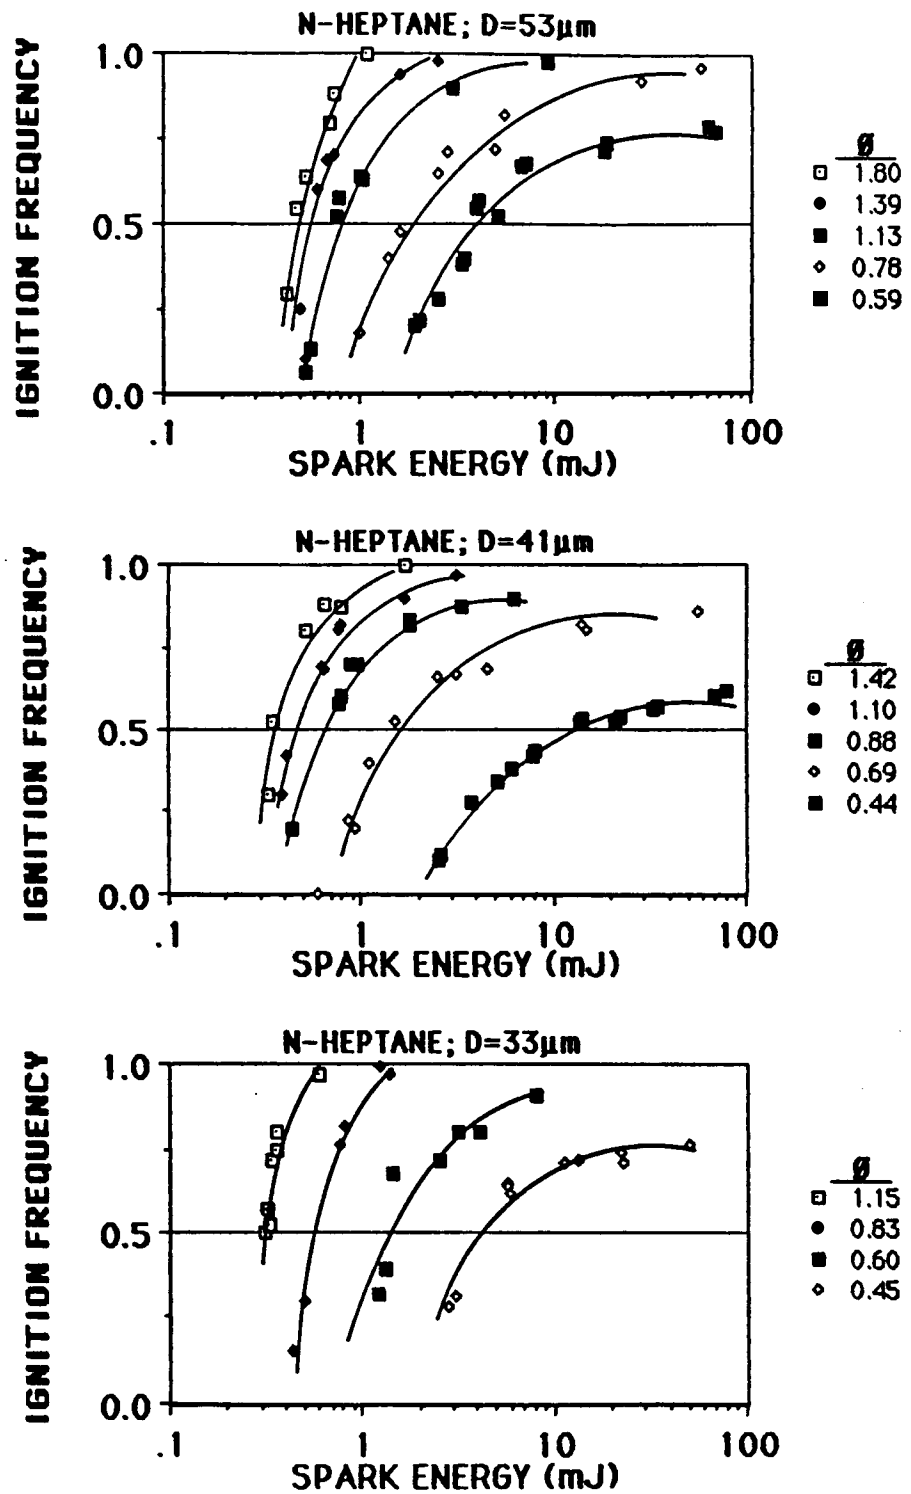 N-HEPTANE; D=53µm
IGNITION FREQUENCY
1.0
0.5
0.0
.1 1 10 100
SPARK ENERGY (mJ)
Ø
1.80
1.39
1.13
0.78
0.59
N-HEPTANE; D=41µm
IGNITION FREQUENCY
1.0
0.5
0.0
.1 1 10 100
SPARK ENERGY (mJ)
Ø
1.42
1.10
0.88
0.69
0.44
N-HEPTANE; D=33µm
IGNITION FREQUENCY
1.0
0.5
0.0
.1 1 10 100
SPARK ENERGY (mJ)
Ø
1.15
0.83
0.60
0.45